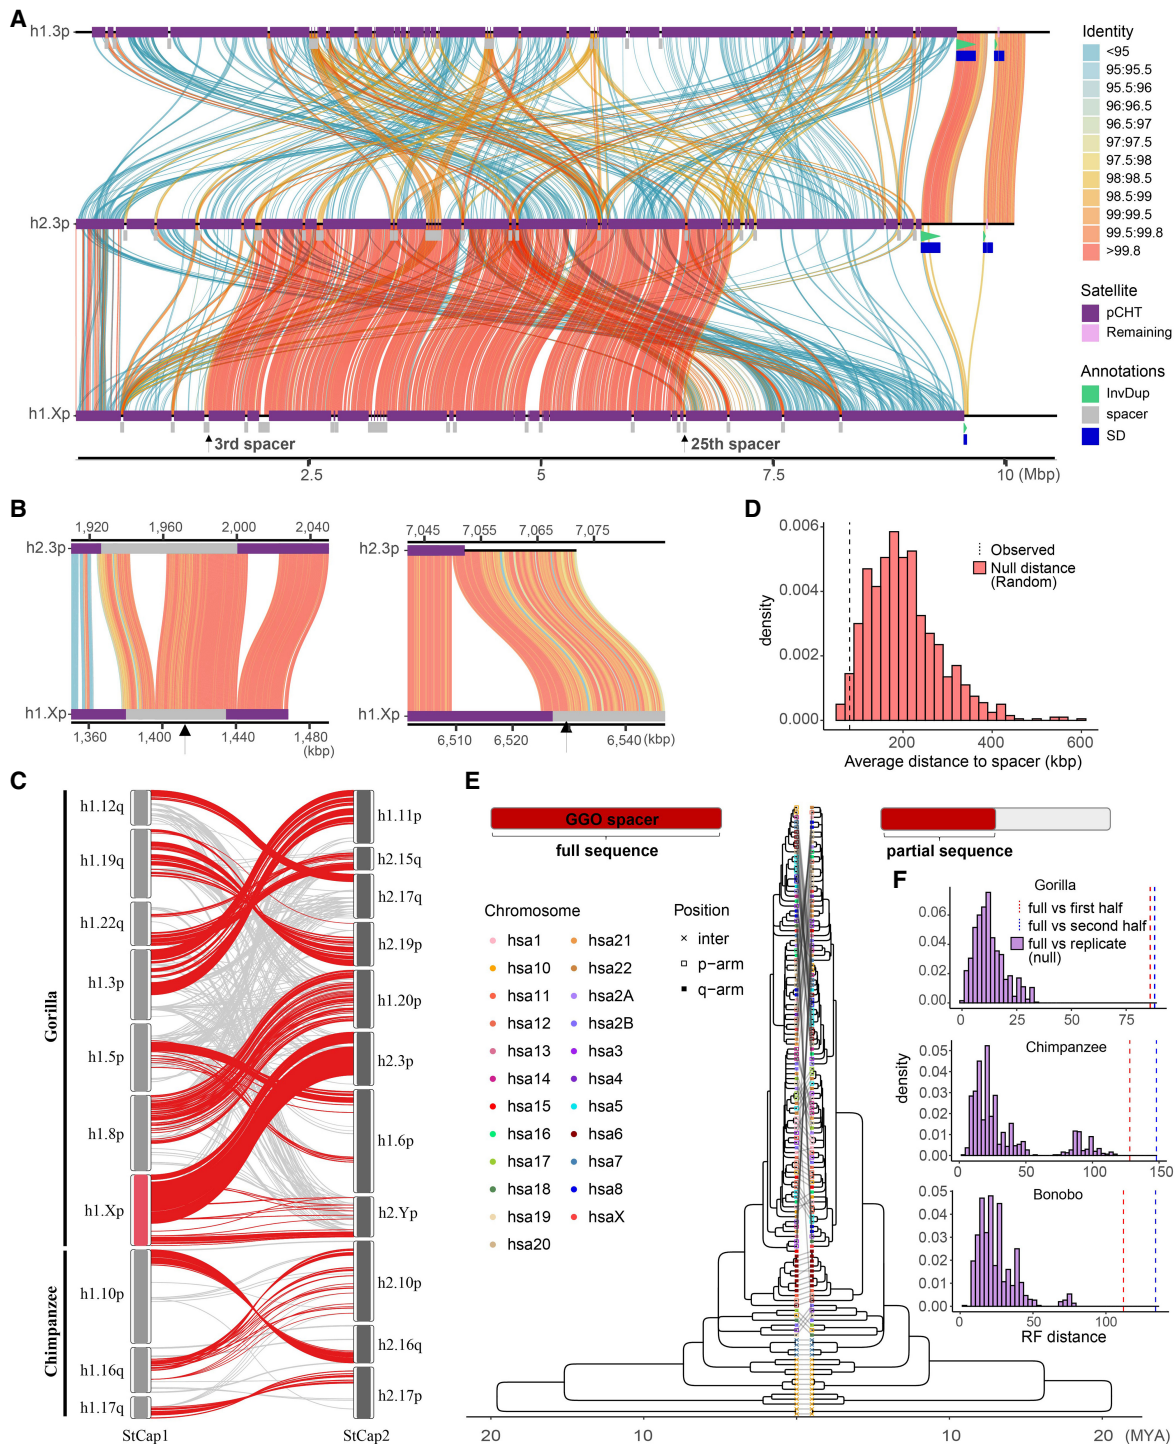 A
h1.3p
h2.3p
h1.Xp
3rd spacer
25th spacer
2.5
5
7.5
10 (Mbp)
Identity
<95
95:95.5
95.5:96
96:96.5
96.5:97
97:97.5
97.5:98
98:98.5
98.5:99
99:99.5
99.5:99.8
>99.8
Satellite
pCHT
Remaining
Annotations
InvDup
spacer
SD
B
1,920
1,960
2,000
2,040
h2.3p
h1.Xp
1,360
1,400
1,440
1,480
(kbp)
7,045
7,055
7,065
7,075
h2.3p
h1.Xp
6,510
6,520
6,540 (kbp)
D
0.006
0.004
0.002
0.000
density
Observed
Null distance
(Random)
200
400
600
Average distance to spacer (kbp)
C
Gorilla
Chimpanzee
h1.12q
h1.19q
h1.22q
h1.3p
h1.5p
h1.8p
h1.Xp
h1.10p
h1.16q
h1.17q
StCap1
h1.11p
h2.15q
h2.17q
h2.19p
h1.20p
h2.3p
h1.6p
h2.Yp
h2.10p
h2.16q
h2.17p
StCap2
E
GGO spacer
full sequence
partial sequence
Chromosome
hsa1
hsa10
hsa11
hsa12
hsa13
hsa14
hsa15
hsa16
hsa17
hsa18
hsa19
hsa20
hsa21
hsa22
hsa2A
hsa2B
hsa3
hsa4
hsa5
hsa6
hsa7
hsa8
hsaX
Position
inter
p-arm
q-arm
20
10
10
20
(MYA)
F
Gorilla
full vs first half
full vs second half
full vs replicate
(null)
0.06
0.04
0.02
0.00
0
25
50
75
density
Chimpanzee
0.05
0.04
0.03
0.02
0.01
0.00
0
50
100
150
Bonobo
0.05
0.04
0.03
0.02
0.01
0.00
0
50
100
RF distance